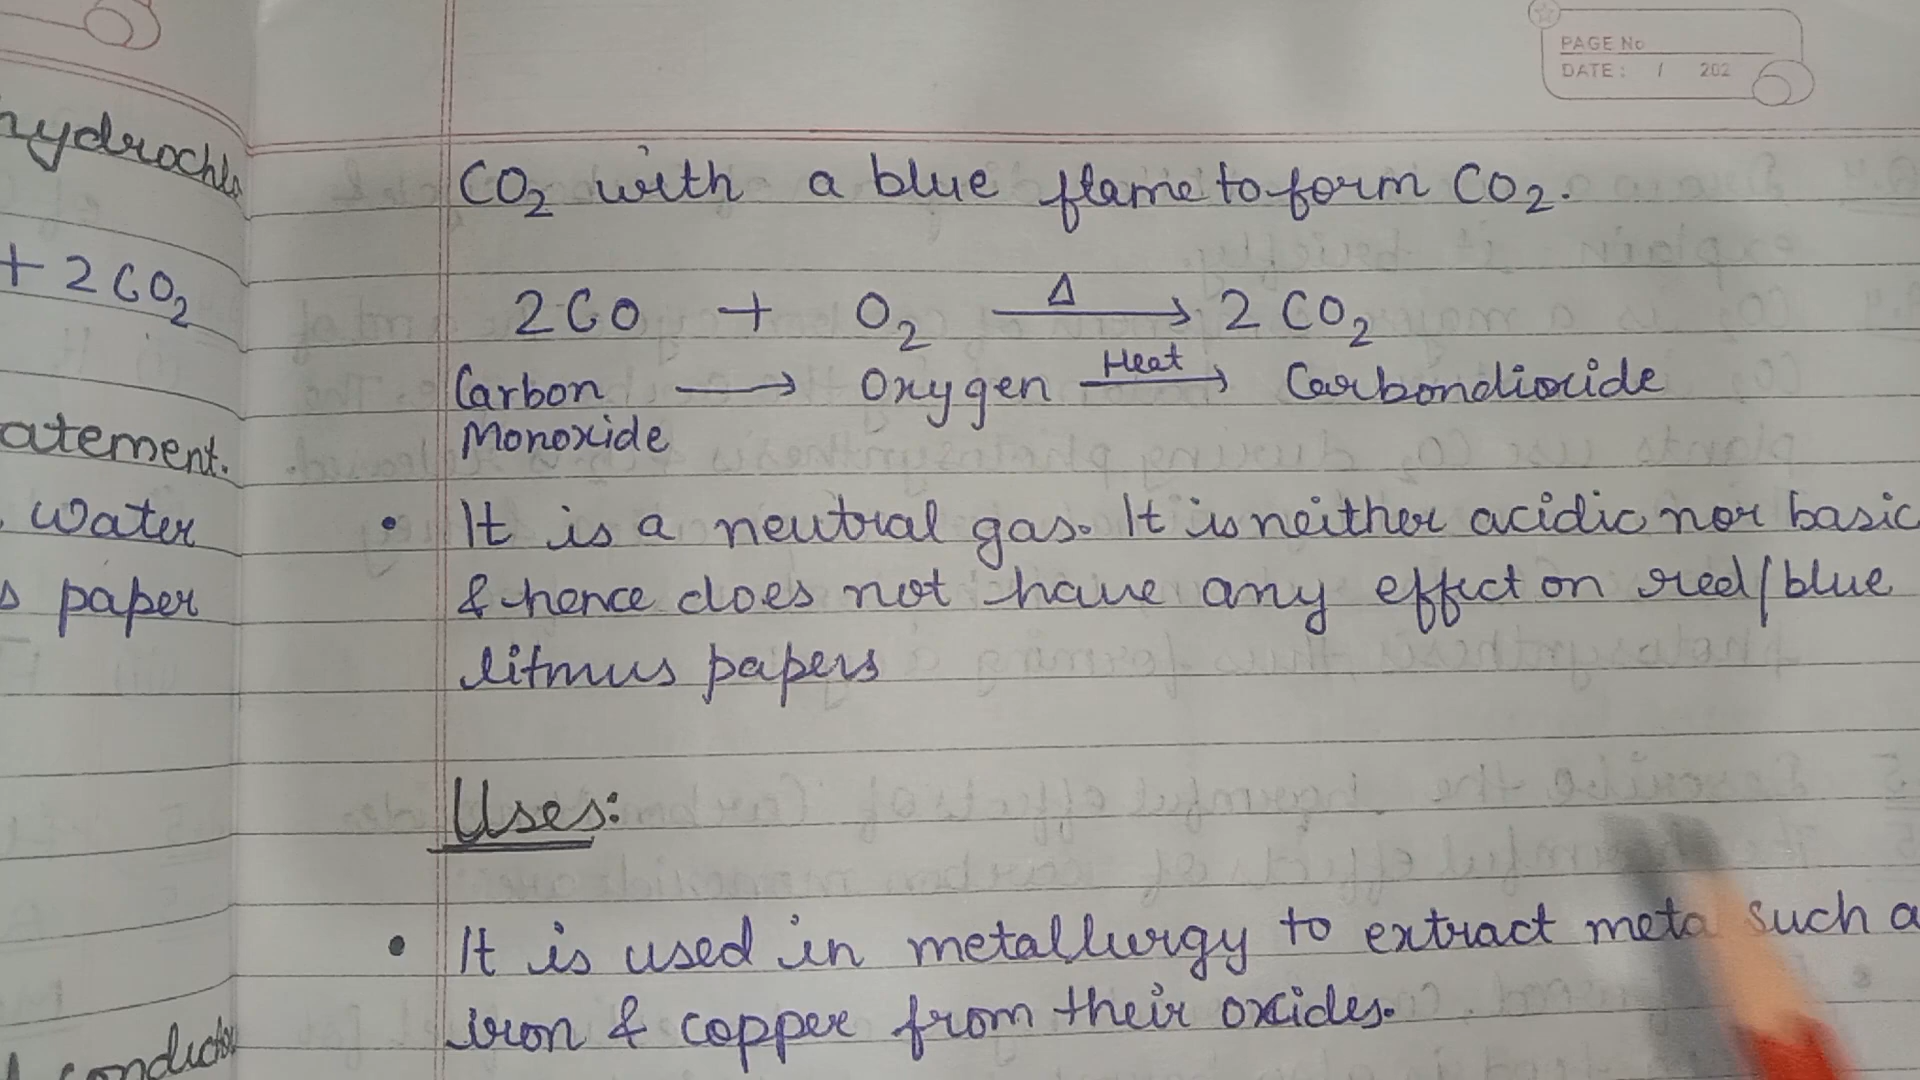 hydrochlo
+ 2CO₂
atement.
water
s paper
conducto
PAGE No
DATE: / 202
CO₂ with a blue flame to form CO₂.
2CO + O₂ —Δ→ 2CO₂
Carbon Monoxide → Oxygen —Heat→ Carbondioxide
• It is a neutral gas. It is neither acidic nor basic
& hence does not have any effect on red/blue
litmus papers
Uses:
• It is used in metallurgy to extract meta such a
iron & copper from their oxides.